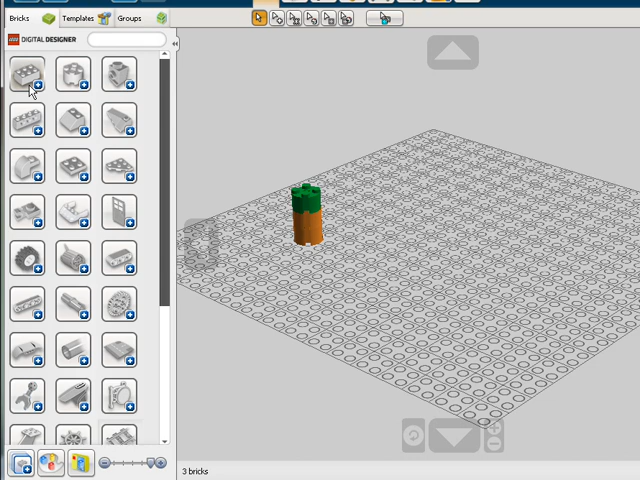 Bricks
Templates
Groups
LEGO DIGITAL DESIGNER
3 bricks